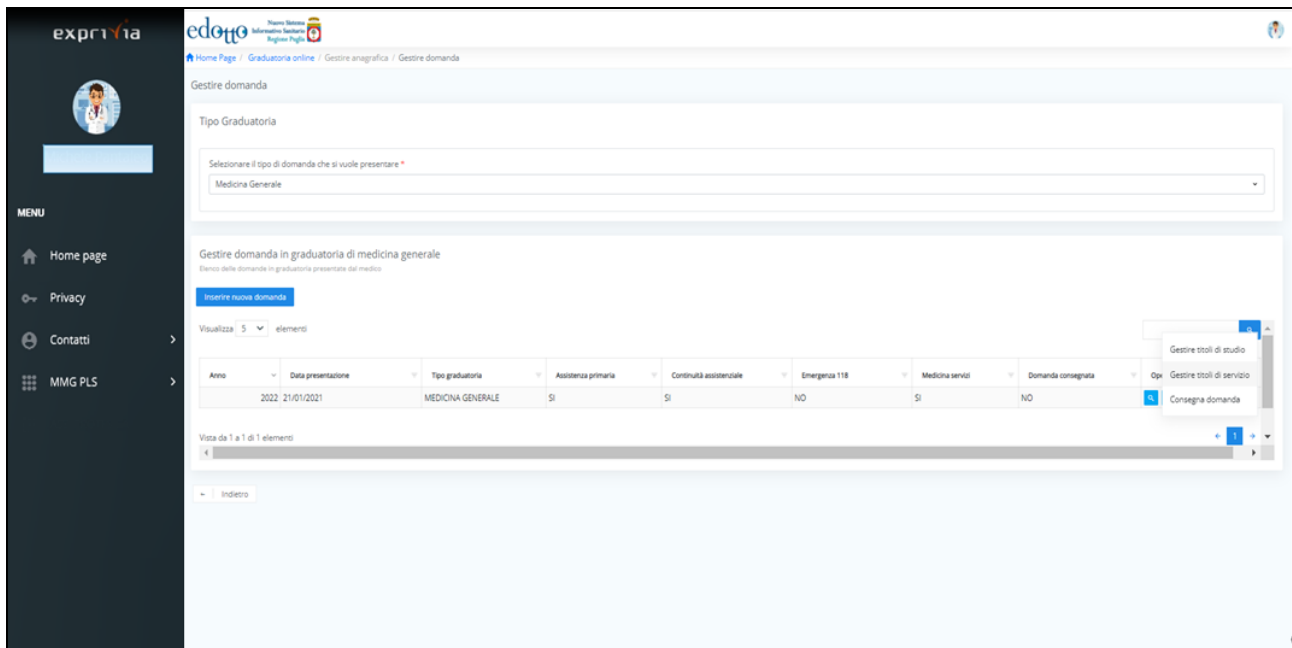 exprivia
edotto Nuovo Sistema
Informativo Sanitario
Regione Puglia
Home Page / Graduatoria online / Gestire anagrafica / Gestire domanda
Gestire domanda
Tipo Graduatoria
Selezionare il tipo di domanda che si vuole presentare *
Medicina Generale
MENU
Home page
Privacy
Contatti
MMG PLS
Gestire domanda in graduatoria di medicina generale
Elenco delle domande in graduatoria presentate dal medico
Inserire nuova domanda
Visualizza 5 elementi
Gestire titoli di studio
Gestire titoli di servizio
Consegna domanda
Anno Data presentazione Tipo graduatoria Assistenza primaria Continuità assistenziale Emergenza 118 Medicina servizi Domanda consegnata Ope
2022 21/01/2021 MEDICINA GENERALE SI SI NO SI NO
Vista da 1 a 1 di 1 elementi
← 1 →
← Indietro